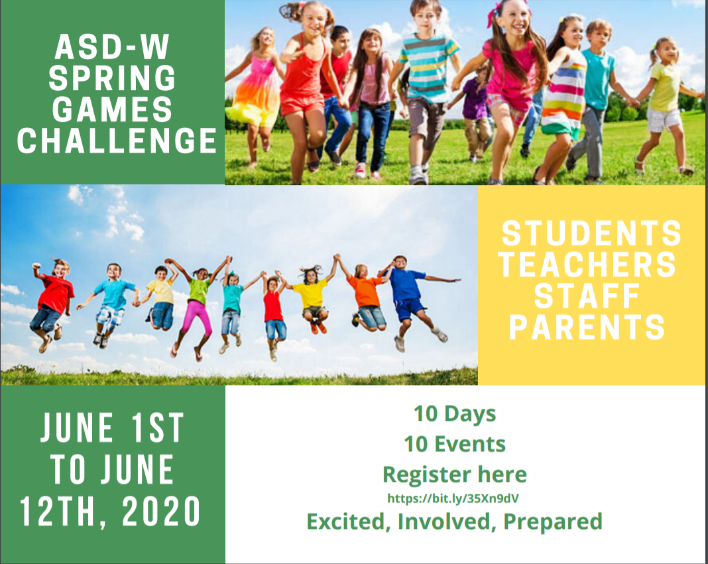 ASD-W
SPRING
GAMES
CHALLENGE
STUDENTS
TEACHERS
STAFF
PARENTS
JUNE 1ST
TO JUNE
12TH, 2020
10 Days
10 Events
Register here
https://bit.ly/35Xn9dV
Excited, Involved, Prepared